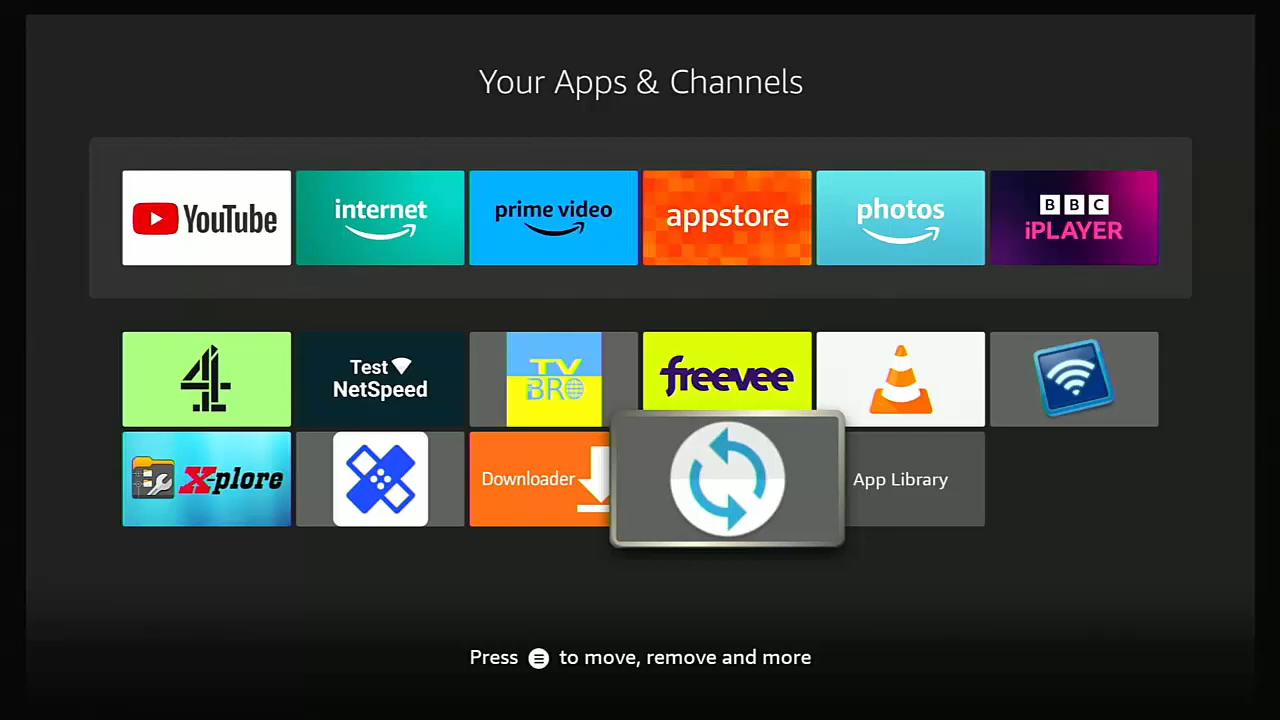 Your Apps & Channels
YouTube
internet
prime video
appstore
photos
BBC
iPLAYER
4
Test
NetSpeed
TV
BRO
freevee
X-plore
Downloader
App Library
Press to move, remove and more